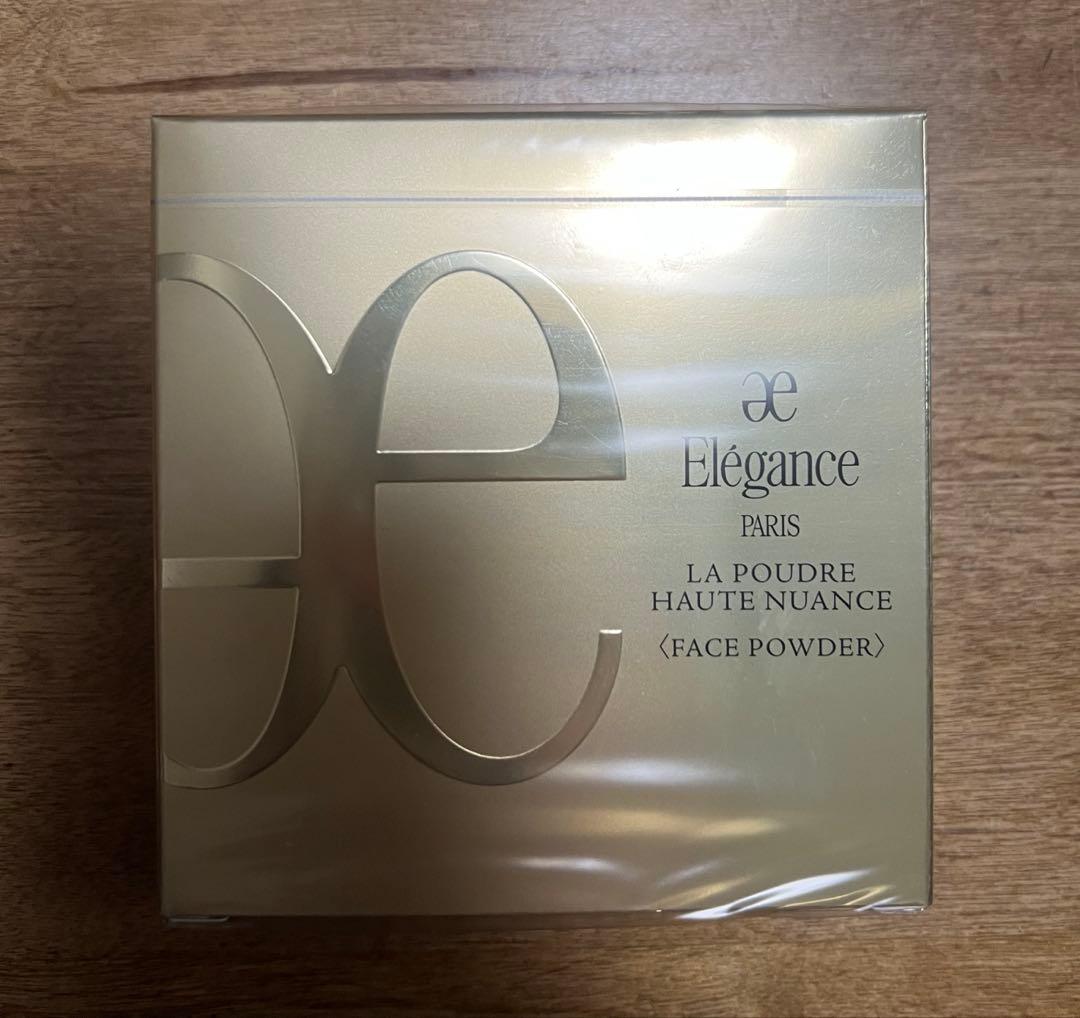 æ
Elégance
PARIS
LA POUDRE
HAUTE NUANCE
〈FACE POWDER〉